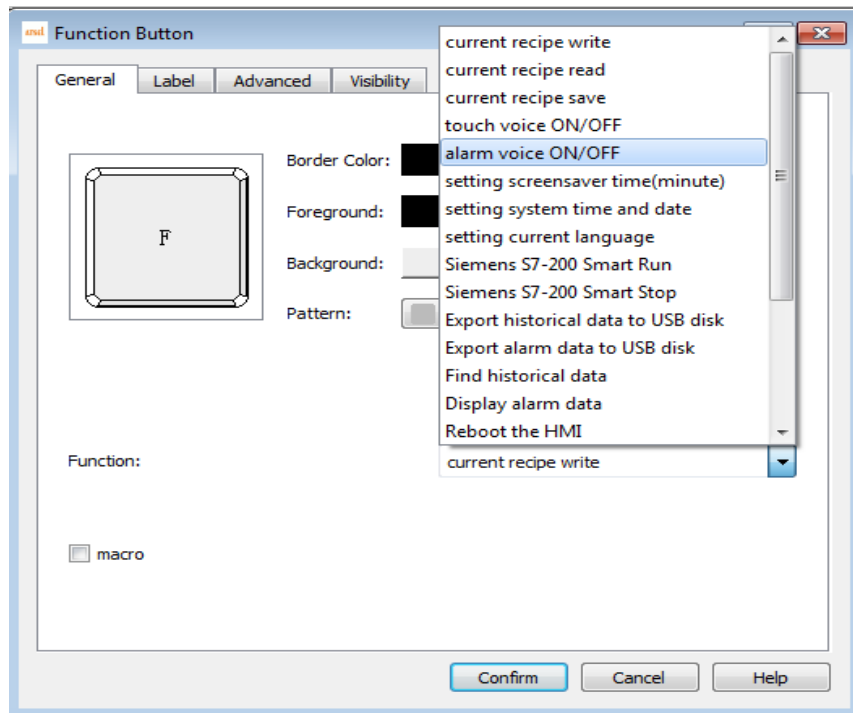 Function Button
General Label Advanced Visibility
current recipe write
current recipe read
current recipe save
touch voice ON/OFF
alarm voice ON/OFF
setting screensaver time(minute)
setting system time and date
setting current language
Siemens S7-200 Smart Run
Siemens S7-200 Smart Stop
Export historical data to USB disk
Export alarm data to USB disk
Find historical data
Display alarm data
Reboot the HMI
F
Border Color:
Foreground:
Background:
Pattern:
Function: current recipe write
macro
Confirm Cancel Help